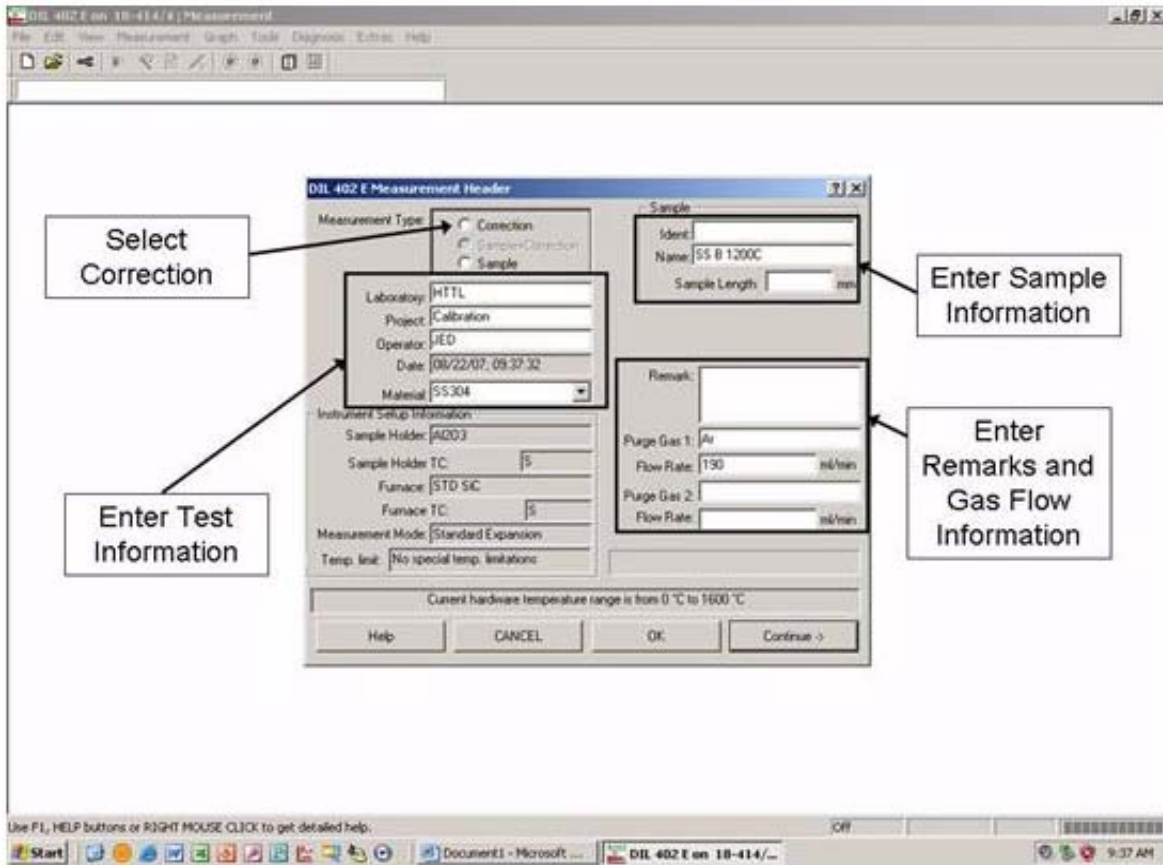 DIL 402 E on 18-414/4 | Measurement
File Edit View Measurement Graph Tools Diagnosis Extras Help
DIL 402 E Measurement Header
Measurement Type:
Correction
Sample+Correction
Sample
Laboratory: HTTL
Project: Calibration
Operator: JED
Date: 08/22/07; 09:37:32
Material: SS304
Instrument Setup Information
Sample Holder: Al2O3
Sample Holder TC: S
Furnace: STD SiC
Furnace TC: S
Measurement Mode: Standard Expansion
Temp. limit: No special temp. limitations
Sample
Ident:
Name: SS B 1200C
Sample Length: mm
Remark:
Purge Gas 1: Ar
Flow Rate: 190 ml/min
Purge Gas 2:
Flow Rate: ml/min
Current hardware temperature range is from 0 °C to 1600 °C
Help CANCEL OK Continue ->
Select
Correction
Enter Test
Information
Enter Sample
Information
Enter
Remarks and
Gas Flow
Information
Use F1, HELP buttons or RIGHT MOUSE CLICK to get detailed help.
Off
Start
Document1 - Microsoft ...
DIL 402 E on 18-414/...
9:37 AM